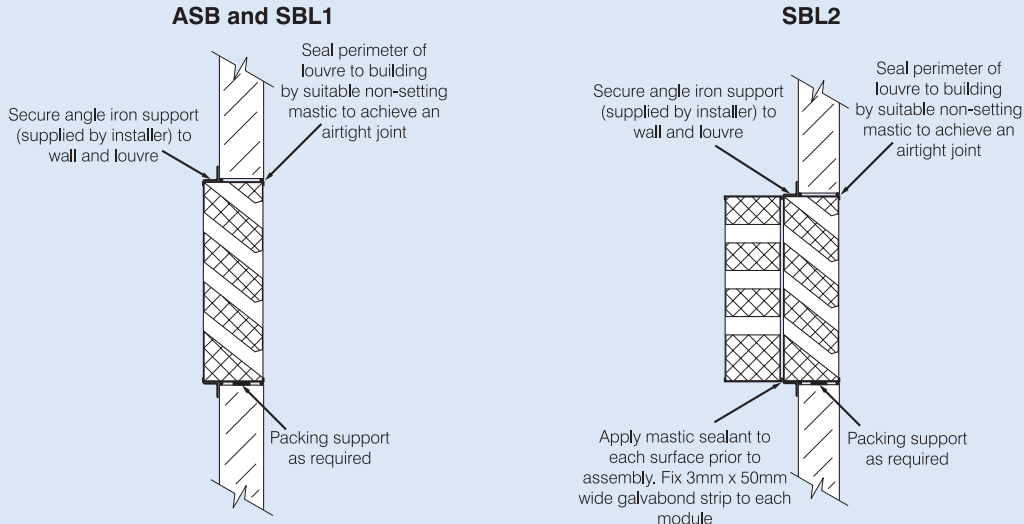 ASB and SBL1
Seal perimeter of
louvre to building
by suitable non-setting
mastic to achieve an
airtight joint
Secure angle iron support
(supplied by installer) to
wall and louvre
Packing support
as required
SBL2
Seal perimeter of
louvre to building
by suitable non-setting
mastic to achieve an
airtight joint
Secure angle iron support
(supplied by installer) to
wall and louvre
Apply mastic sealant to
each surface prior to
assembly. Fix 3mm x 50mm
wide galvabond strip to each
module
Packing support
as required